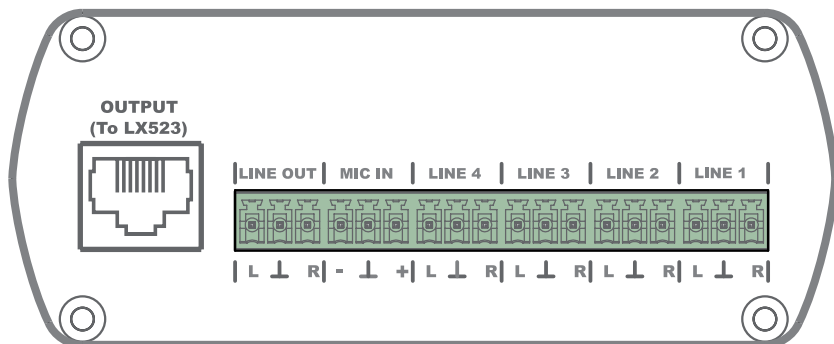 OUTPUT
(To LX523)
LINE OUT MIC IN LINE 4 LINE 3 LINE 2 LINE 1
L ⊥ R - ⊥ + L ⊥ R L ⊥ R L ⊥ R L ⊥ R